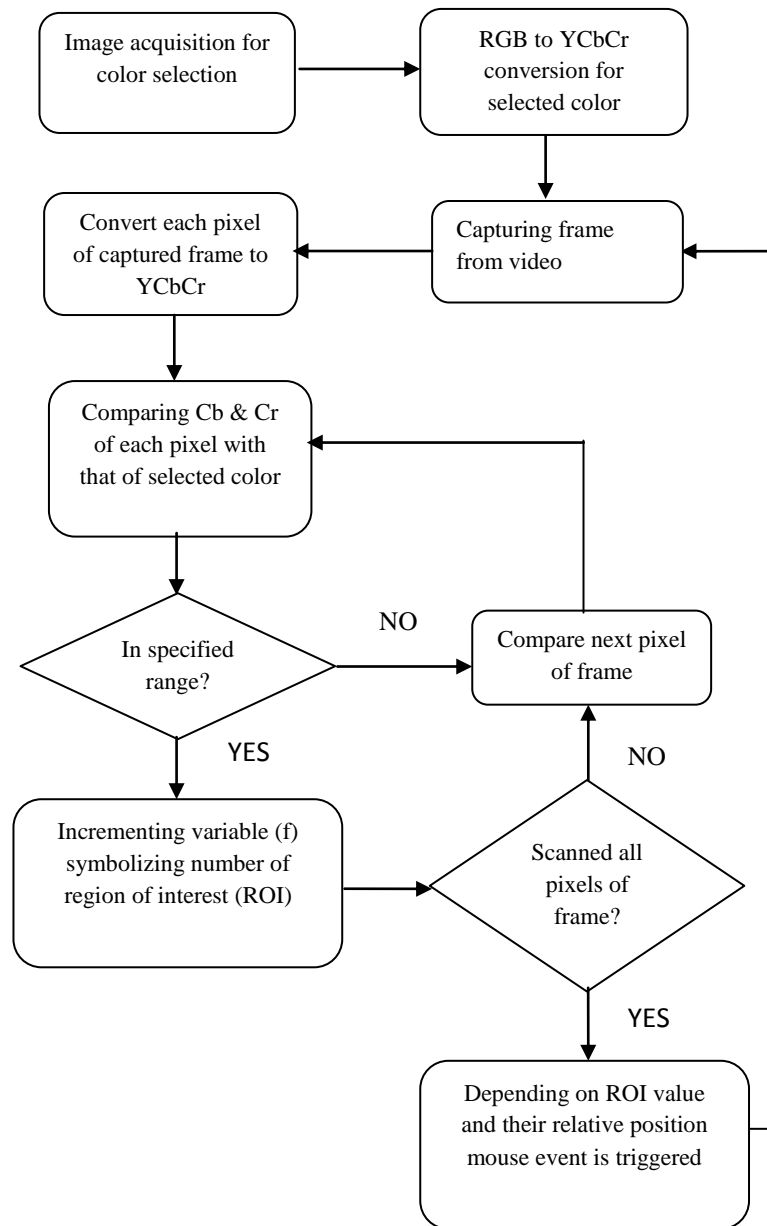 Image acquisition for
color selection
RGB to YCbCr
conversion for
selected color
Convert each pixel
of captured frame to
YCbCr
Capturing frame
from video
Comparing Cb & Cr
of each pixel with
that of selected color
In specified
range?
NO
Compare next pixel
of frame
YES
NO
Incrementing variable (f)
symbolizing number of
region of interest (ROI)
Scanned all
pixels of
frame?
YES
Depending on ROI value
and their relative position
mouse event is triggered